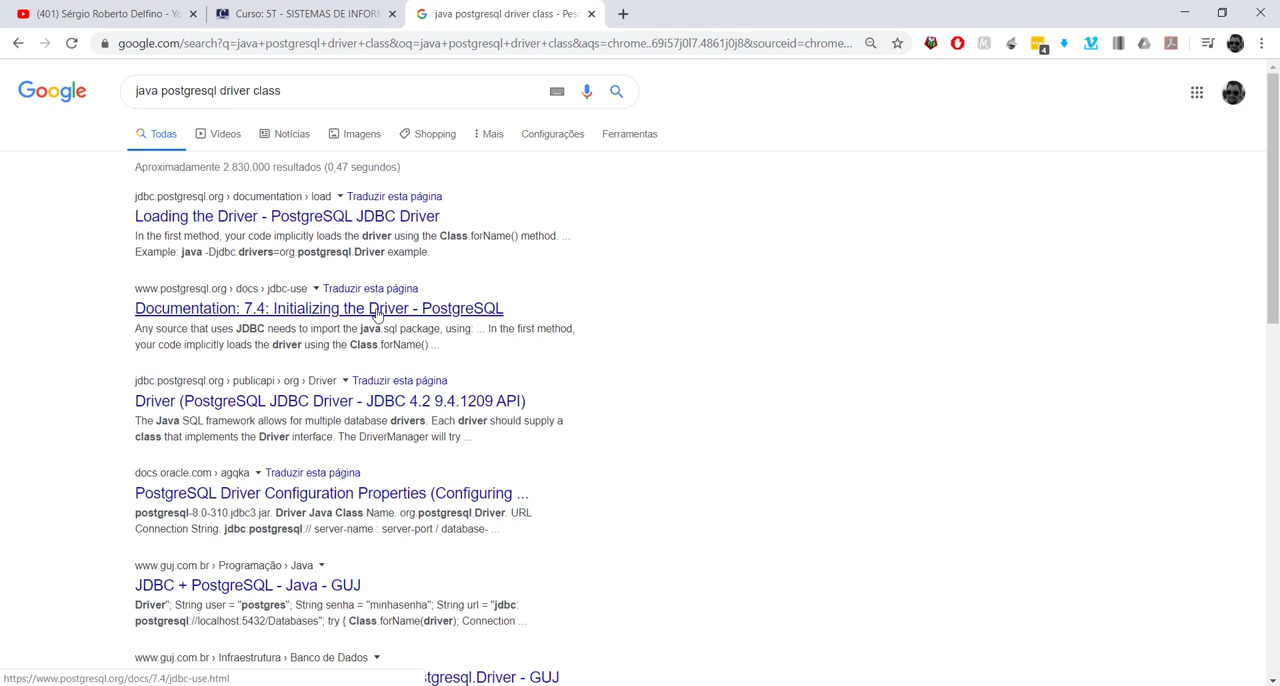 (401) Sérgio Roberto Delfino - Yo
Curso: 5T - SISTEMAS DE INFOR
java postgresql driver class - Pesc
google.com/search?q=java+postgresql+driver+class&oq=java+postgresql+driver+class&aqs=chrome..69i57j0l7.4861j0j8&sourceid=chrome...
4
Google
java postgresql driver class
Todas
Vídeos
Notícias
Imagens
Shopping
Mais
Configurações
Ferramentas
Aproximadamente 2.830.000 resultados (0,47 segundos)
jdbc.postgresql.org › documentation › load Traduzir esta página
Loading the Driver - PostgreSQL JDBC Driver
In the first method, your code implicitly loads the driver using the Class.forName() method. ...
Example: java -Djdbc.drivers=org.postgresql.Driver example.
www.postgresql.org › docs › jdbc-use Traduzir esta página
Documentation: 7.4: Initializing the Driver - PostgreSQL
Any source that uses JDBC needs to import the java.sql package, using: ... In the first method,
your code implicitly loads the driver using the Class.forName() ...
jdbc.postgresql.org › publicapi › org › Driver Traduzir esta página
Driver (PostgreSQL JDBC Driver - JDBC 4.2 9.4.1209 API)
The Java SQL framework allows for multiple database drivers. Each driver should supply a
class that implements the Driver interface. The DriverManager will try ...
docs.oracle.com › agqka Traduzir esta página
PostgreSQL Driver Configuration Properties (Configuring ...
postgresql-8.0-310.jdbc3.jar. Driver Java Class Name. org.postgresql.Driver. URL
Connection String. jdbc:postgresql:// server-name : server-port / database- ...
www.guj.com.br › Programação › Java
JDBC + PostgreSQL - Java - GUJ
Driver"; String user = "postgres"; String senha = "minhasenha"; String url = "jdbc:
postgresql://localhost:5432/Databases"; try { Class.forName(driver); Connection ...
www.guj.com.br › Infraestrutura › Banco de Dados
stgresql.Driver - GUJ
https://www.postgresql.org/docs/7.4/jdbc-use.html